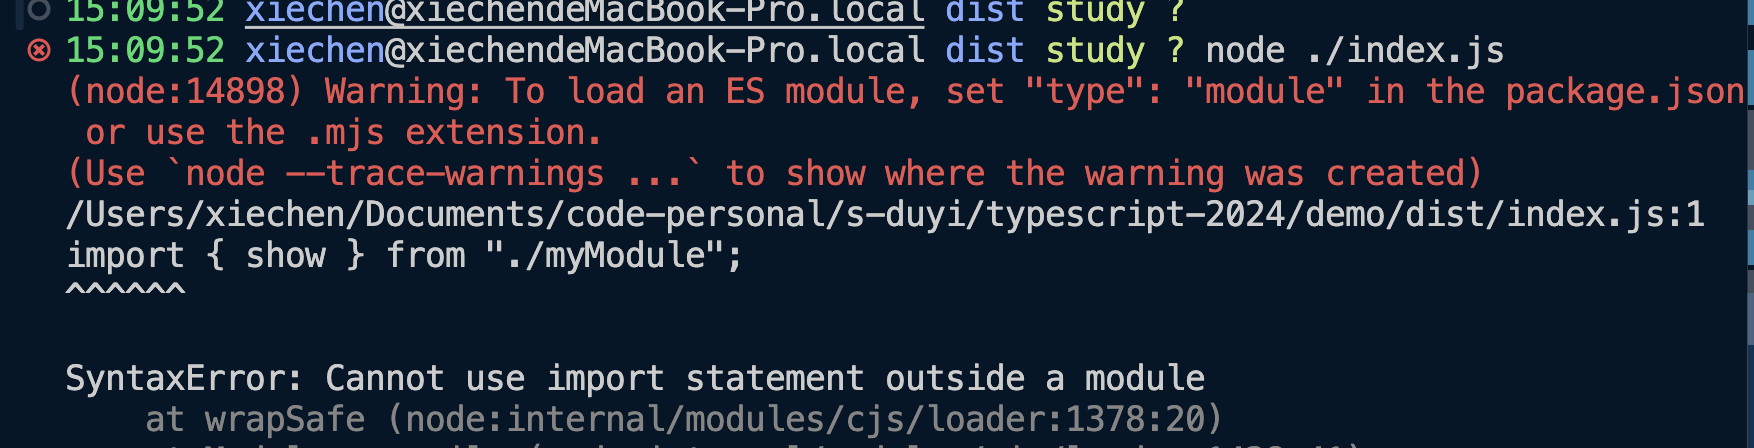 15:09:52 xiechen@xiechendeMacBook-Pro.local dist study ?
15:09:52 xiechen@xiechendeMacBook-Pro.local dist study ? node ./index.js
(node:14898) Warning: To load an ES module, set "type": "module" in the package.json
or use the .mjs extension.
(Use `node --trace-warnings ...` to show where the warning was created)
/Users/xiechen/Documents/code-personal/s-duyi/typescript-2024/demo/dist/index.js:1
import { show } from "./myModule";
^^^^^^
SyntaxError: Cannot use import statement outside a module
at wrapSafe (node:internal/modules/cjs/loader:1378:20)